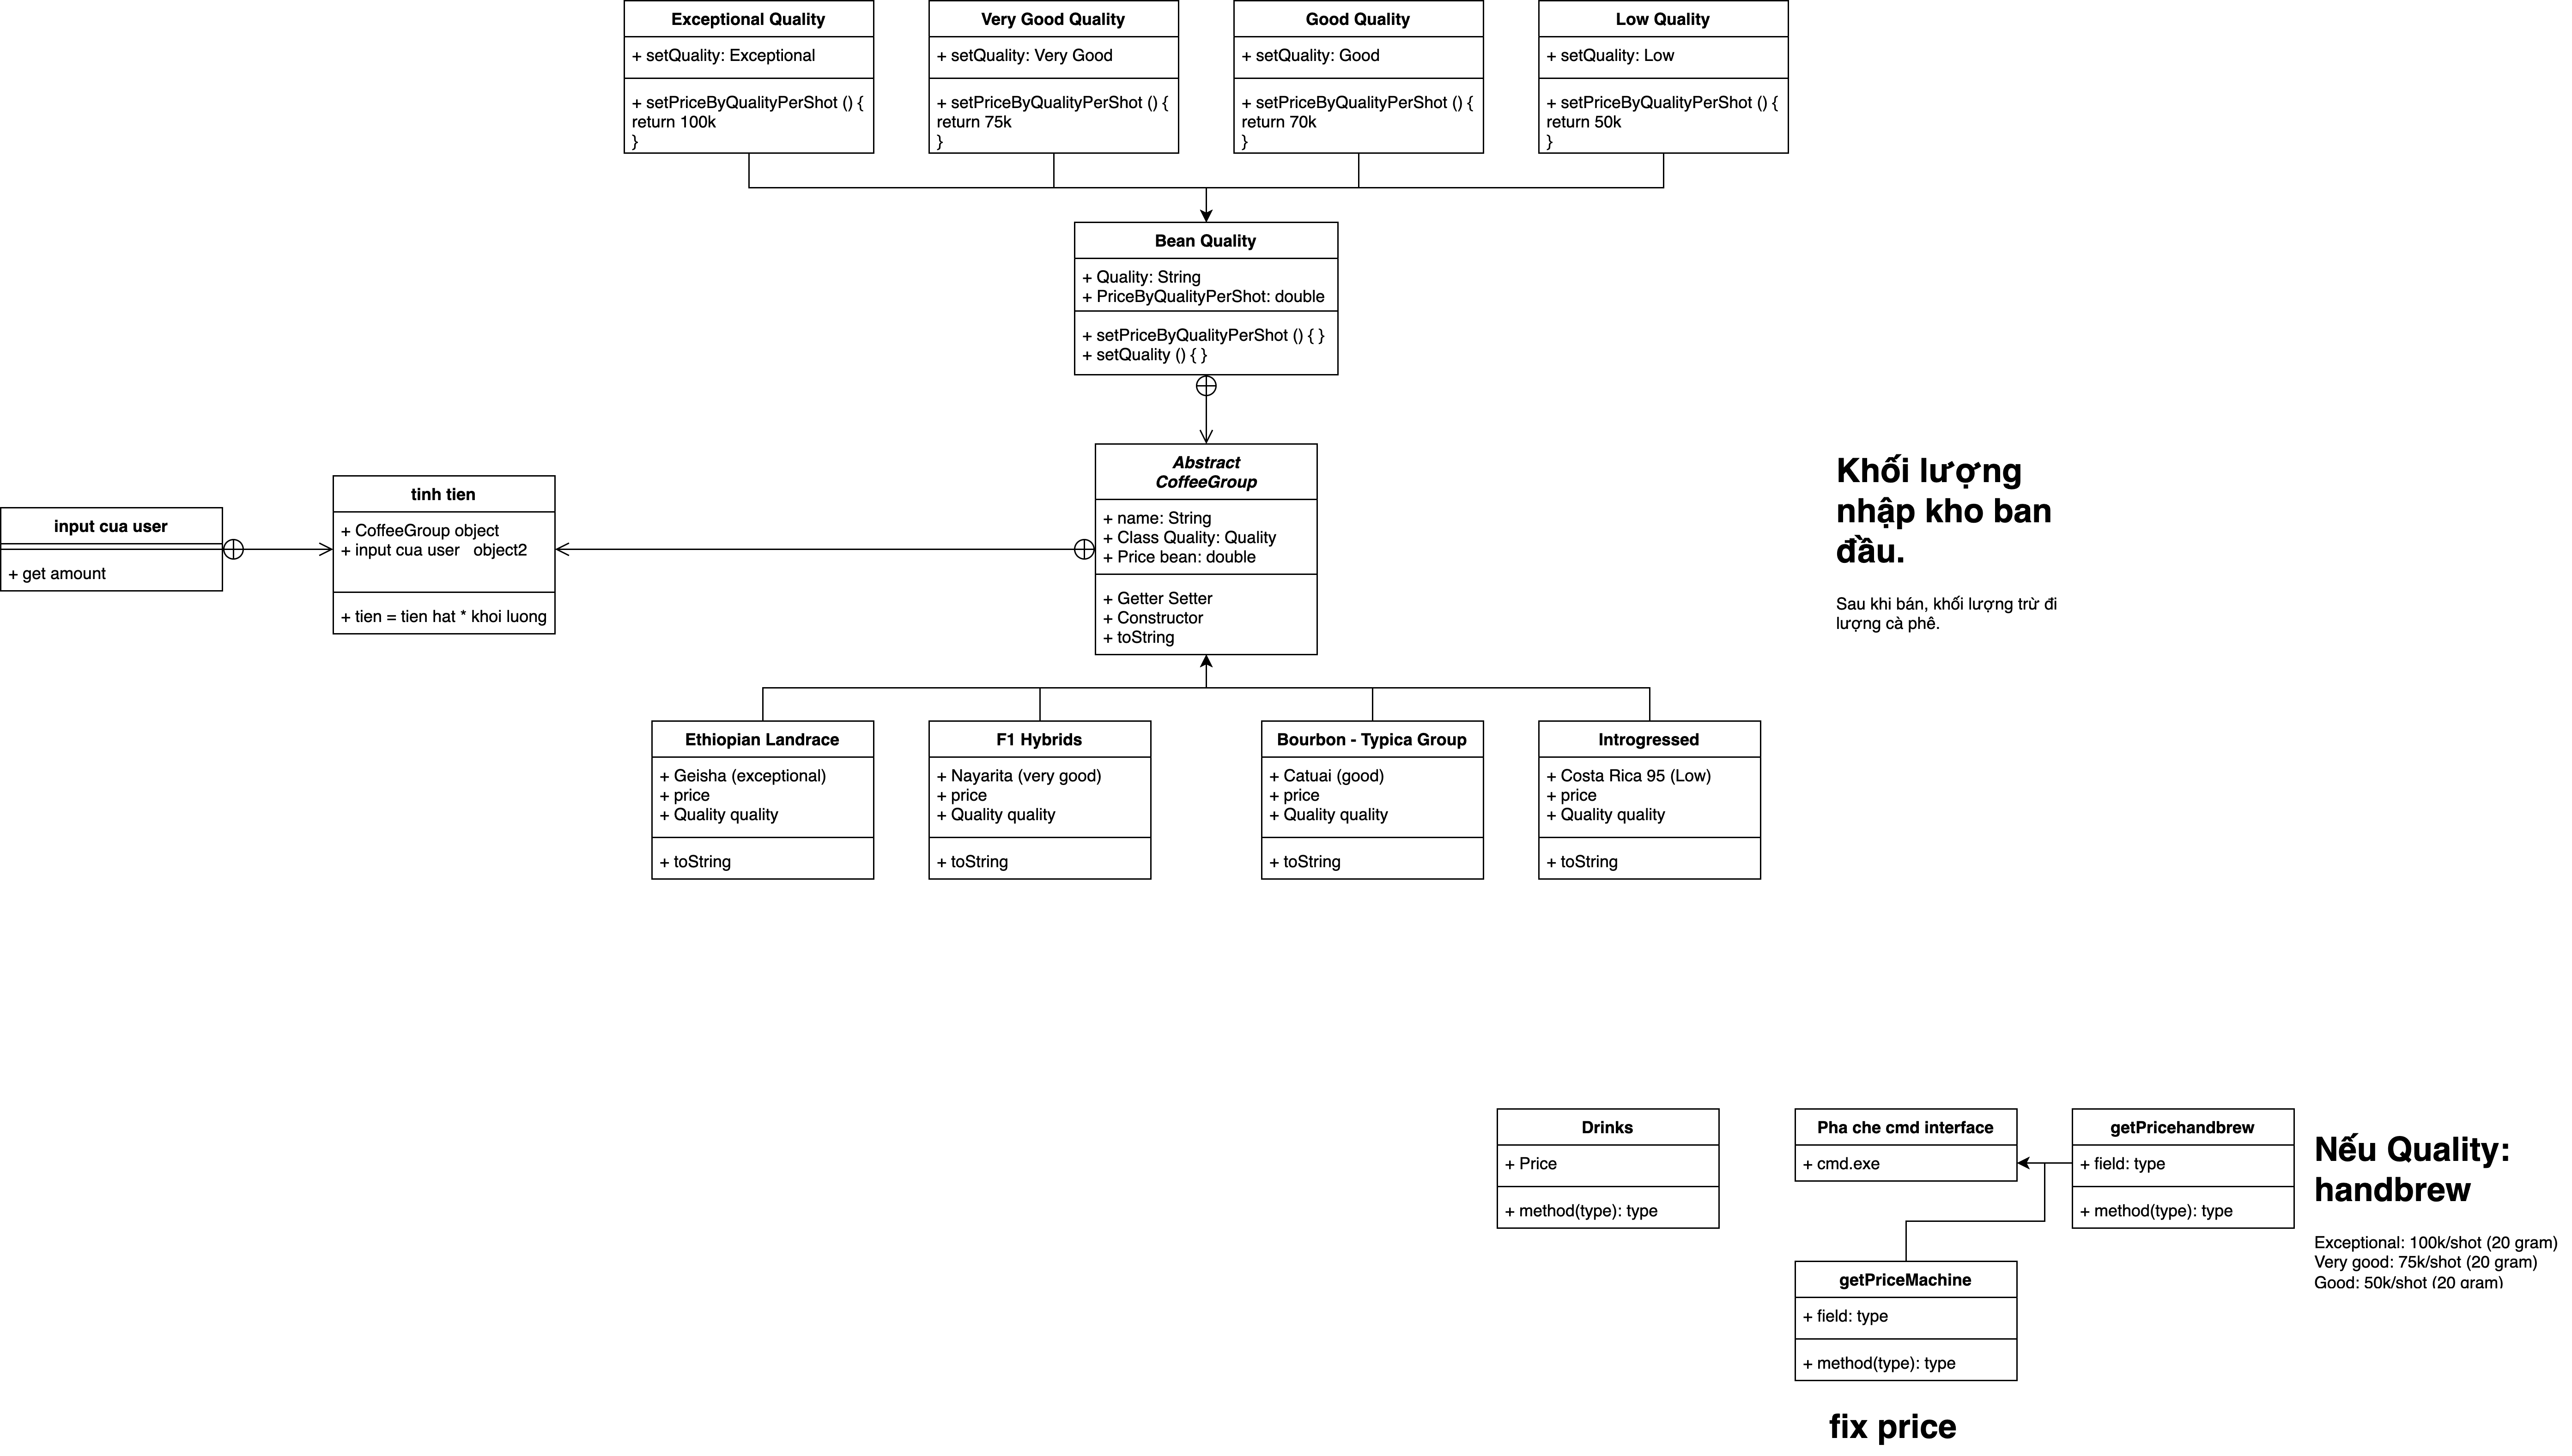 Exceptional Quality
+ setQuality: Exceptional
+ setPriceByQualityPerShot () {
return 100k
}
Very Good Quality
+ setQuality: Very Good
+ setPriceByQualityPerShot () {
return 75k
}
Good Quality
+ setQuality: Good
+ setPriceByQualityPerShot () {
return 70k
}
Low Quality
+ setQuality: Low
+ setPriceByQualityPerShot () {
return 50k
}
Bean Quality
+ Quality: String
+ PriceByQualityPerShot: double
+ setPriceByQualityPerShot () { }
+ setQuality () { }
input cua user
+ get amount
tinh tien
+ CoffeeGroup object
+ input cua user object2
+ tien = tien hat * khoi luong
Abstract
CoffeeGroup
+ name: String
+ Class Quality: Quality
+ Price bean: double
+ Getter Setter
+ Constructor
+ toString
Khối lượng
nhập kho ban
đầu.
Sau khi bán, khối lượng trừ đi
lượng cà phê.
Ethiopian Landrace
+ Geisha (exceptional)
+ price
+ Quality quality
+ toString
F1 Hybrids
+ Nayarita (very good)
+ price
+ Quality quality
+ toString
Bourbon - Typica Group
+ Catuai (good)
+ price
+ Quality quality
+ toString
Introgressed
+ Costa Rica 95 (Low)
+ price
+ Quality quality
+ toString
Drinks
+ Price
+ method(type): type
Pha che cmd interface
+ cmd.exe
getPricehandbrew
+ field: type
+ method(type): type
Nếu Quality:
handbrew
Exceptional: 100k/shot (20 gram)
Very good: 75k/shot (20 gram)
Good: 50k/shot (20 gram)
getPriceMachine
+ field: type
+ method(type): type
fix price